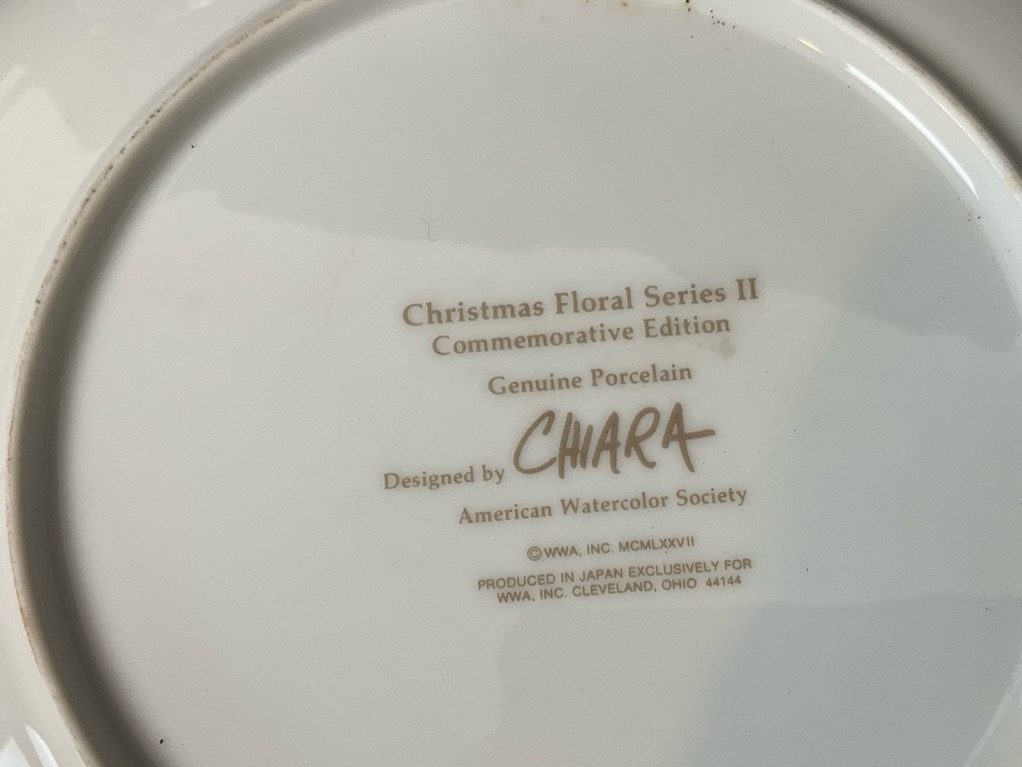 Christmas Floral Series II
Commemorative Edition
Genuine Porcelain
Designed by CHIARA
American Watercolor Society
©WWA, INC. MCMLXXVII
PRODUCED IN JAPAN EXCLUSIVELY FOR
WWA, INC. CLEVELAND, OHIO 44144